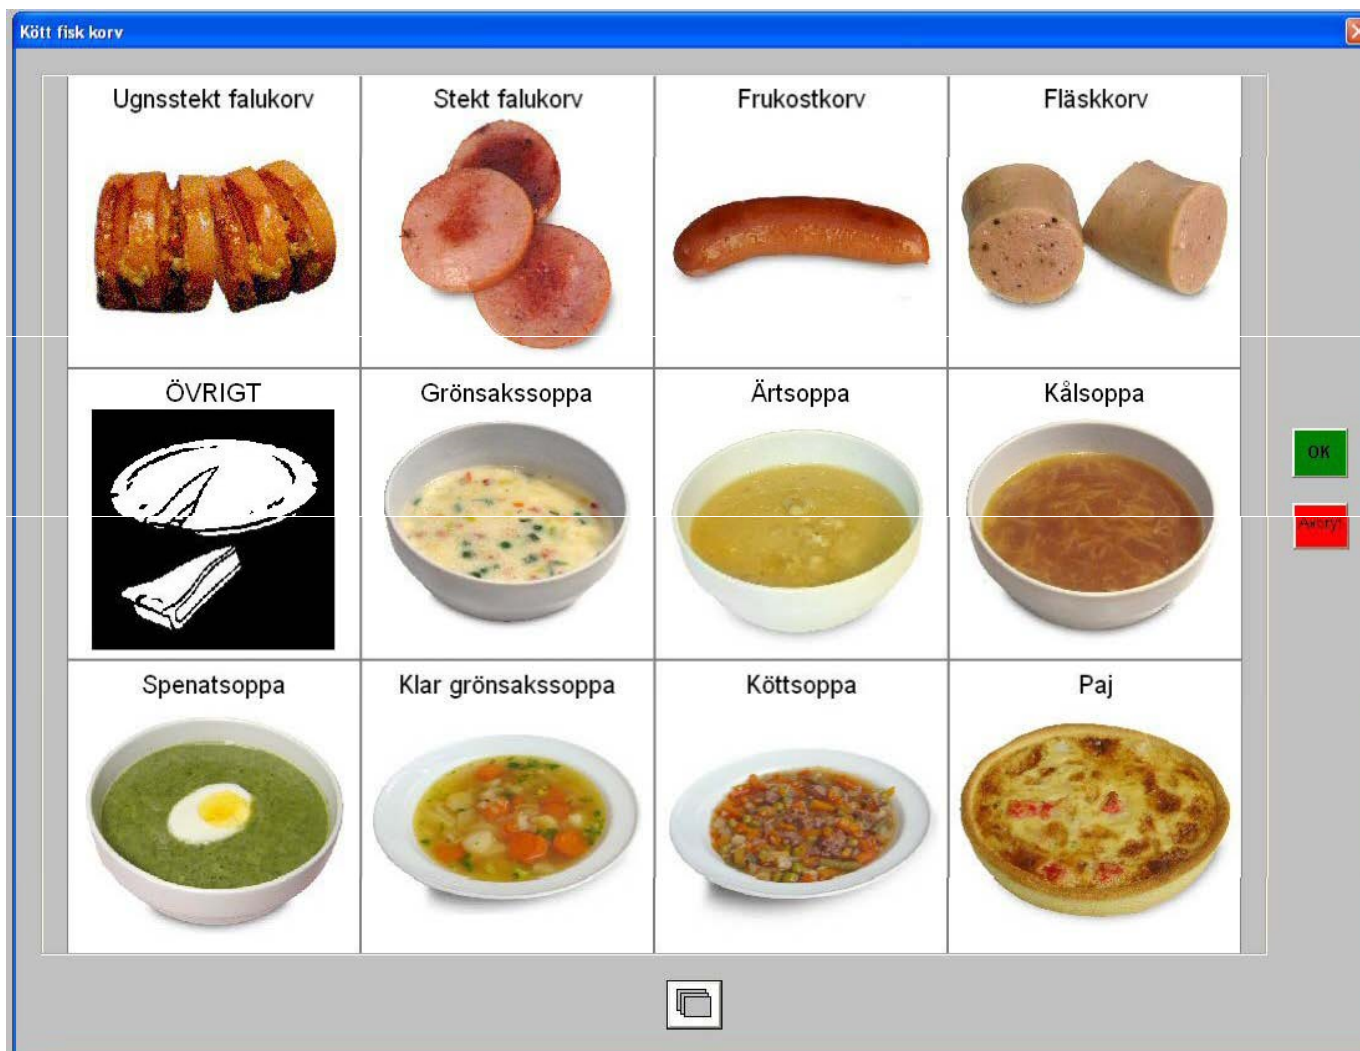 Kött fisk korv
Ugnsstekt falukorv
Stekt falukorv
Frukostkorv
Fläskkorv
ÖVRIGT
Grönsakssoppa
Ärtsoppa
Kålsoppa
OK
Avbryt
Spenatsoppa
Klar grönsakssoppa
Köttsoppa
Paj